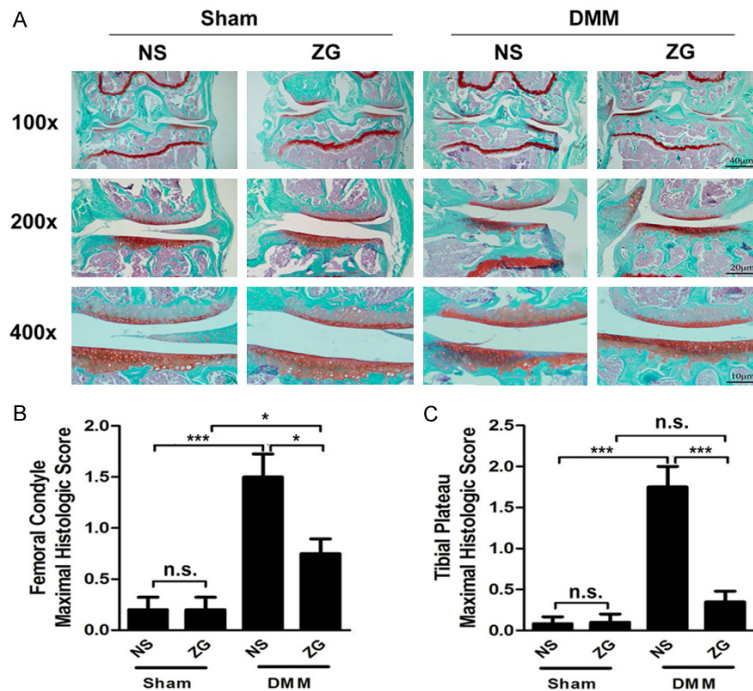 A
Sham
DMM
NS
ZG
NS
ZG
100x
40μm
200x
20μm
400x
10μm
B
Femoral Condyle
Maximal Histologic Score
2.0
1.5
1.0
0.5
0.0
*
***
*
n.s.
NS
ZG
NS
ZG
Sham
DMM
C
Tibial Plateau
Maximal Histologic Score
2.5
2.0
1.5
1.0
0.5
0.0
n.s.
***
***
n.s.
NS
ZG
NS
ZG
Sham
DMM